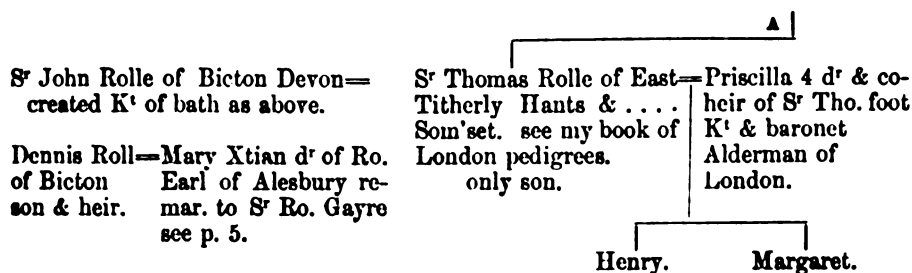 A
Sʳ John Rolle of Bicton Devon=
created Kᵗ of bath as above.
Dennis Roll=Mary Xtian dʳ of Ro.
of Bicton Earl of Alesbury re-
son & heir. mar. to Sʳ Ro. Gayre
see p. 5.
Sʳ Thomas Rolle of East=Priscilla 4 dʳ & co-
Titherly Hants & .... heir of Sʳ Tho. foot
Som'set. see my book of Kᵗ & baronet
London pedigrees. Alderman of
only son. London.
Henry. Margaret.